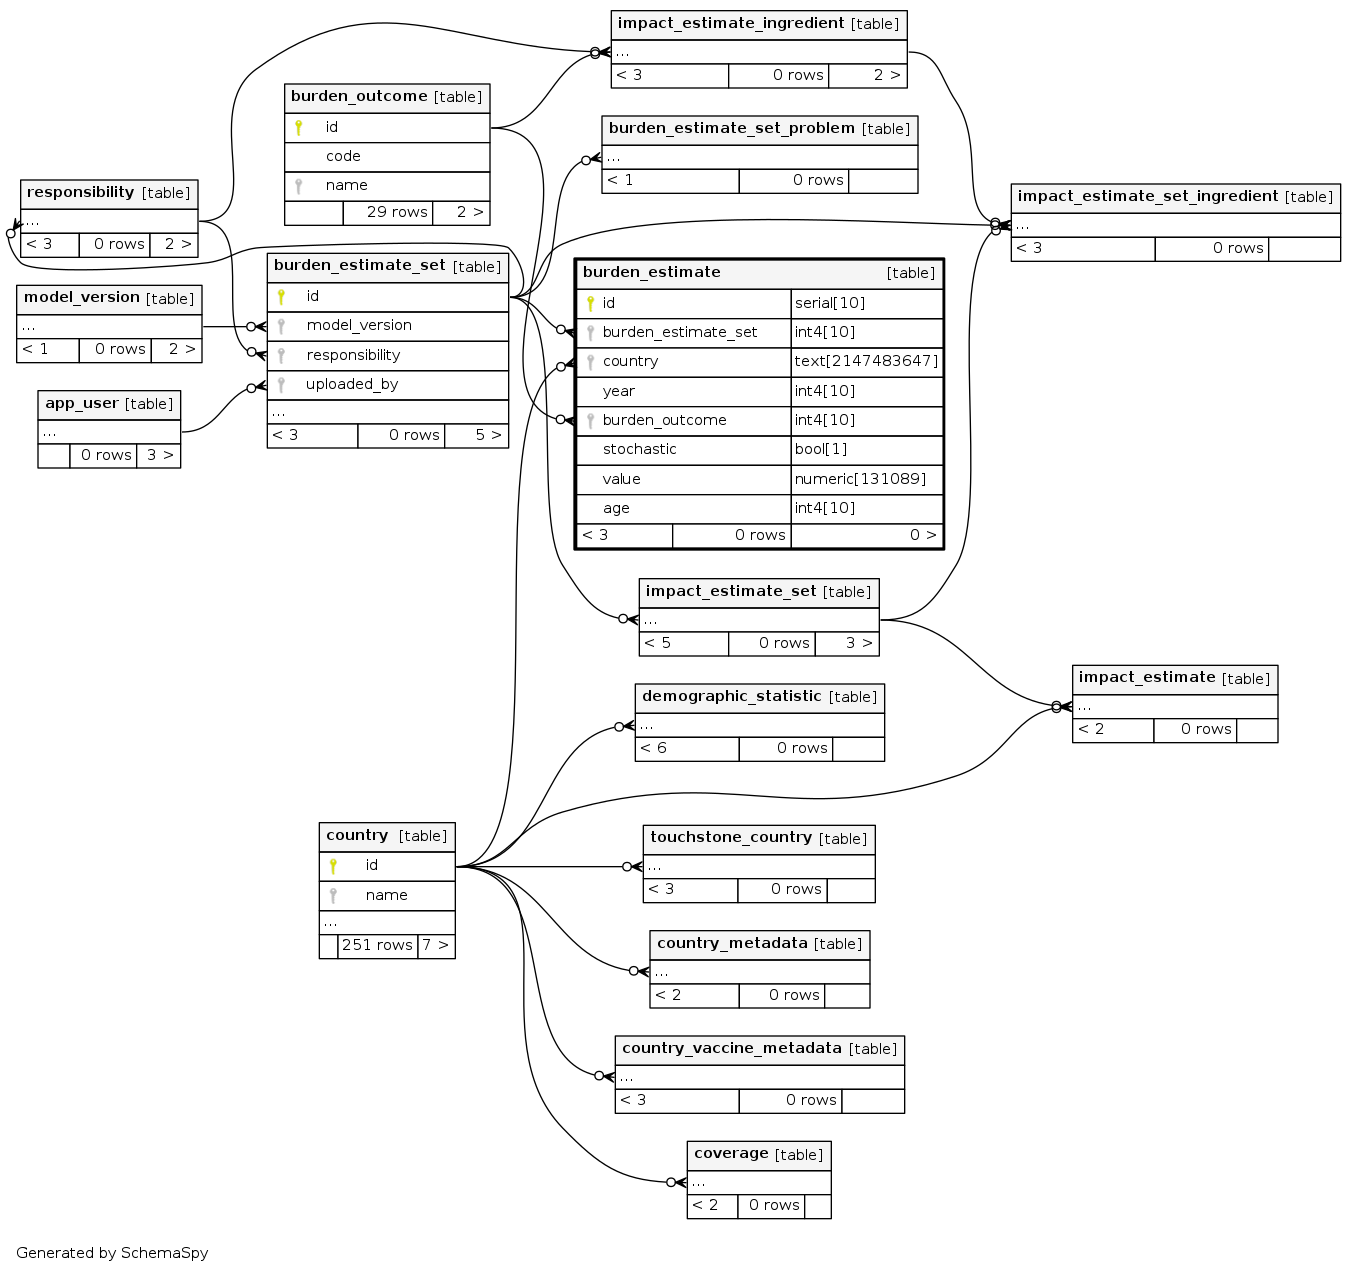 impact_estimate_ingredient [table]
...
< 3 0 rows 2 >
burden_outcome [table]
id
code
name
29 rows 2 >
burden_estimate_set_problem [table]
...
< 1 0 rows
responsibility [table]
...
< 3 0 rows 2 >
impact_estimate_set_ingredient [table]
...
< 3 0 rows
burden_estimate_set [table]
id
model_version
responsibility
uploaded_by
...
< 3 0 rows 5 >
burden_estimate [table]
id serial[10]
burden_estimate_set int4[10]
country text[2147483647]
year int4[10]
burden_outcome int4[10]
stochastic bool[1]
value numeric[131089]
age int4[10]
< 3 0 rows 0 >
model_version [table]
...
< 1 0 rows 2 >
app_user [table]
...
0 rows 3 >
impact_estimate_set [table]
...
< 5 0 rows 3 >
impact_estimate [table]
...
< 2 0 rows
demographic_statistic [table]
...
< 6 0 rows
country [table]
id
name
...
251 rows 7 >
touchstone_country [table]
...
< 3 0 rows
country_metadata [table]
...
< 2 0 rows
country_vaccine_metadata [table]
...
< 3 0 rows
coverage [table]
...
< 2 0 rows
Generated by SchemaSpy